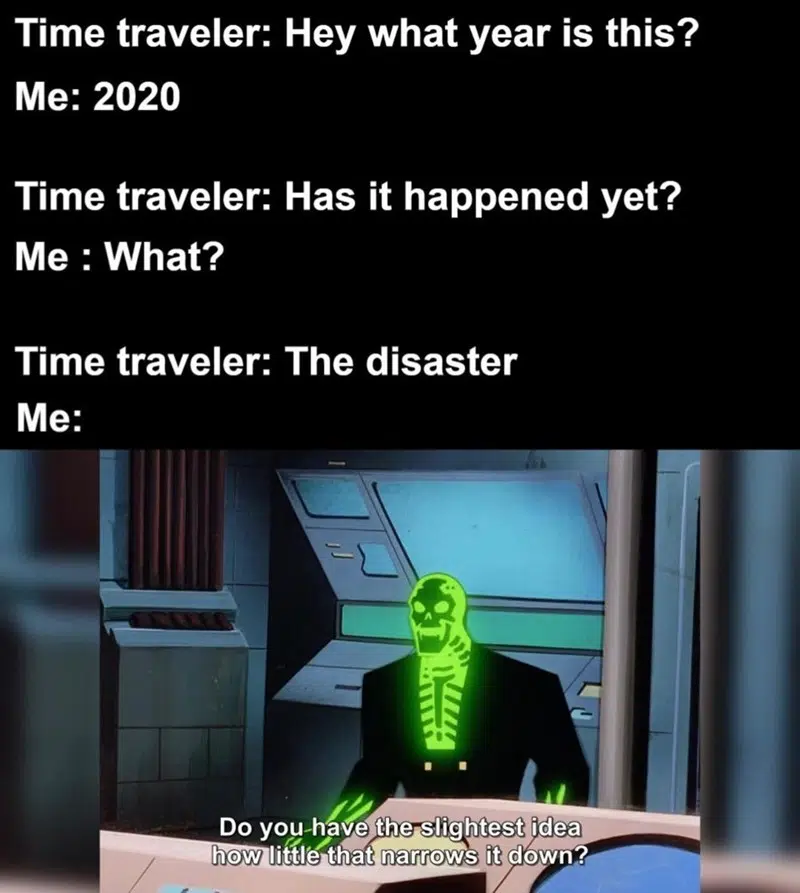 Time traveler: Hey what year is this?
Me: 2020
Time traveler: Has it happened yet?
Me : What?
Time traveler: The disaster
Me:
Do you have the slightest idea
how little that narrows it down?